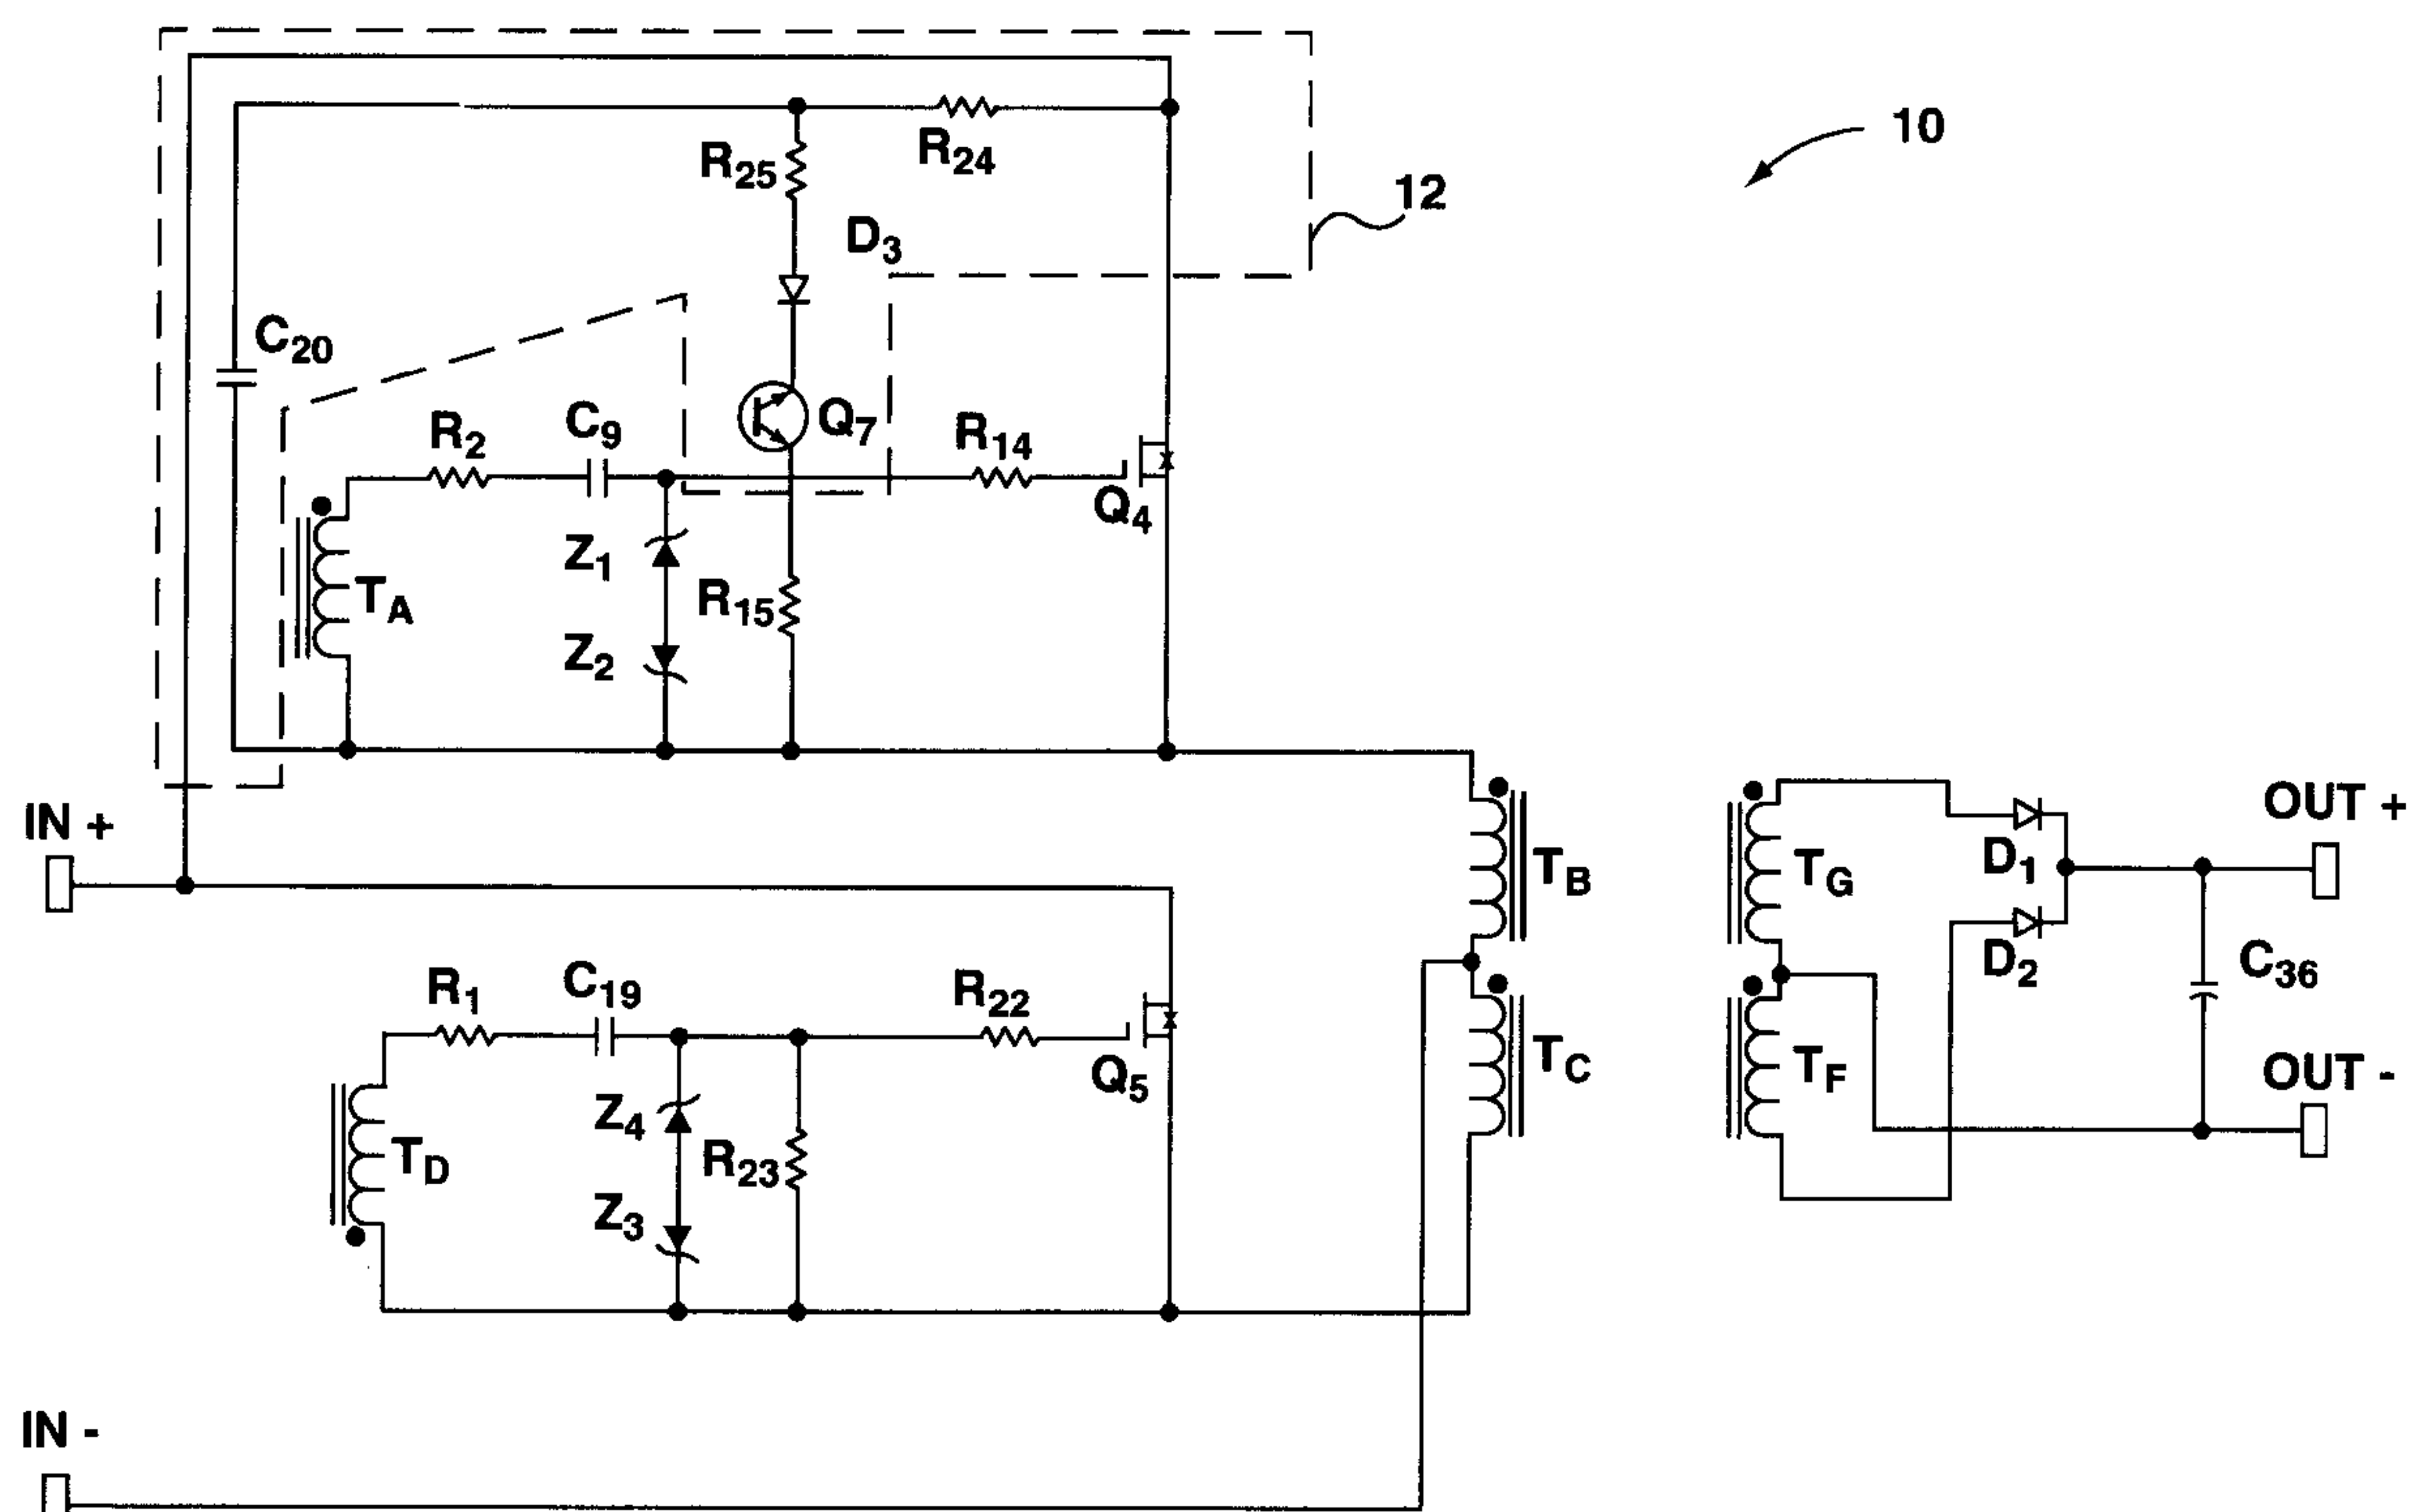 10
R24
R25
12
D3
C20
R2
C9
Q7
R14
Q4
Z1
TA
R15
Z2
IN +
OUT +
TB
TG
D1
R1
C19
R22
D2
C36
TC
TF
OUT -
Q5
Z4
TD
R23
Z3
IN -